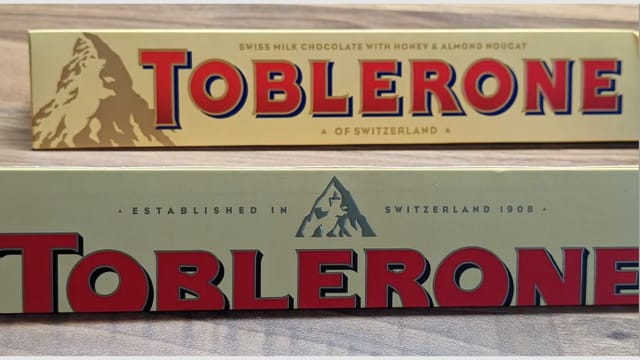 SWISS MILK CHOCOLATE WITH HONEY & ALMOND NOUGAT
TOBLERONE
OF SWITZERLAND
· ESTABLISHED IN SWITZERLAND 1908 ·
TOBLERONE